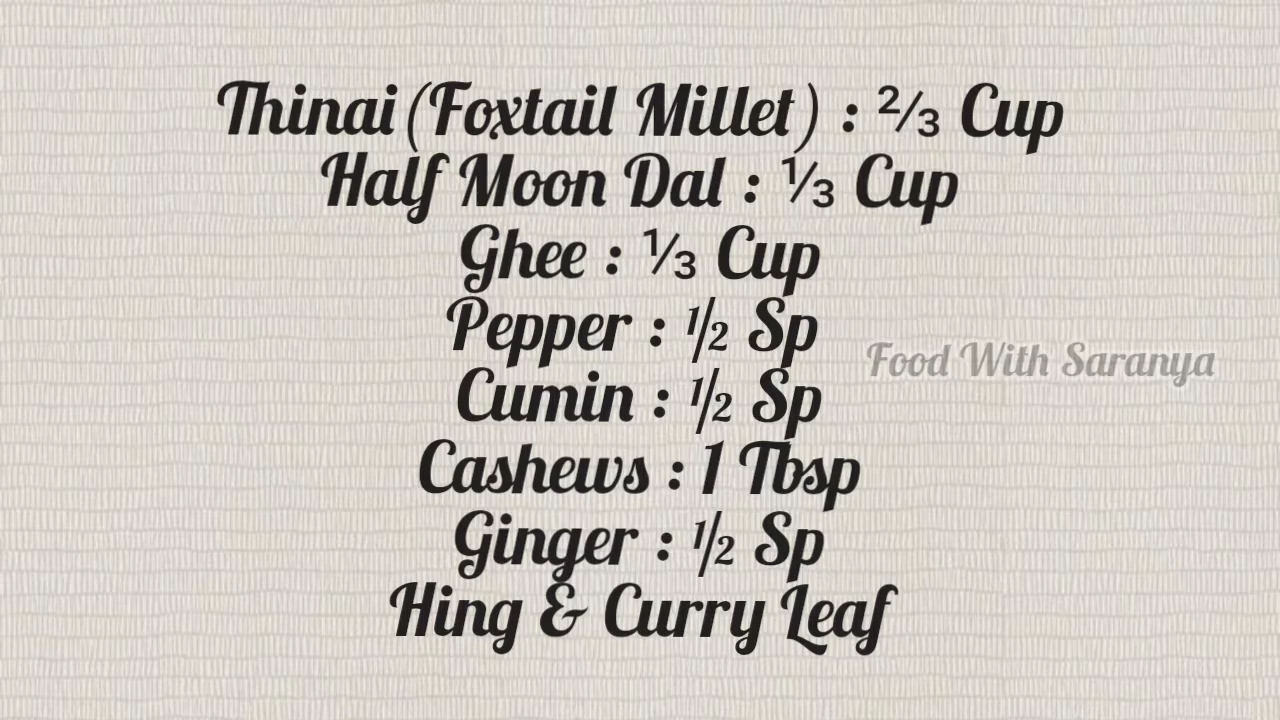 Thinai (Foxtail Millet) : ⅔ Cup
Half Moon Dal : ⅓ Cup
Ghee : ⅓ Cup
Pepper : ½ Sp
Food With Saranya
Cumin : ½ Sp
Cashews : 1 Tbsp
Ginger : ½ Sp
Hing & Curry Leaf